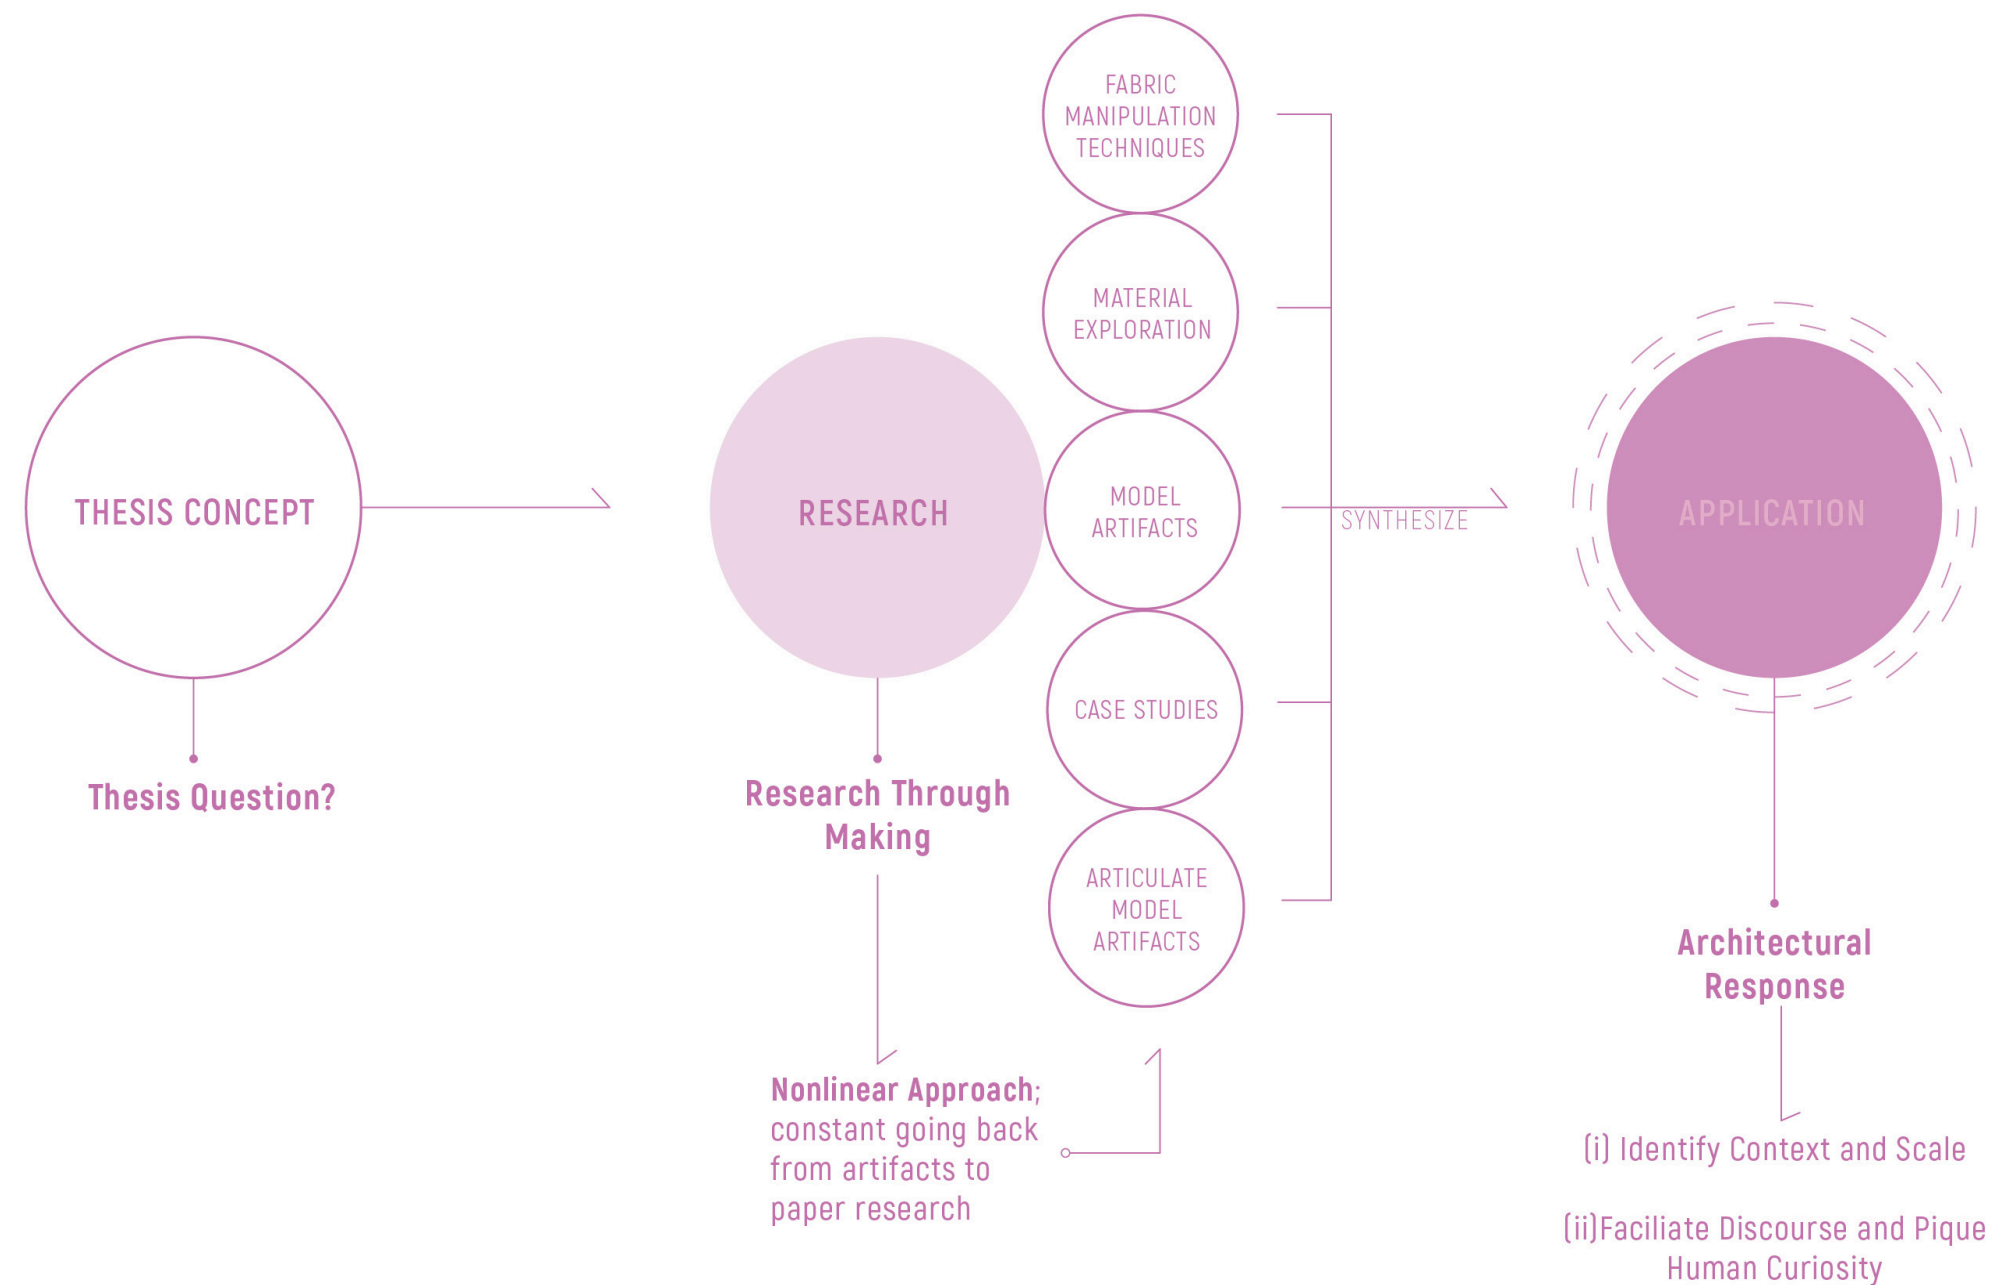 THESIS CONCEPT
Thesis Question?
RESEARCH
Research Through
Making
Nonlinear Approach;
constant going back
from artifacts to
paper research
FABRIC
MANIPULATION
TECHNIQUES
MATERIAL
EXPLORATION
MODEL
ARTIFACTS
CASE STUDIES
ARTICULATE
MODEL
ARTIFACTS
SYNTHESIZE
APPLICATION
Architectural
Response
(i) Identify Context and Scale
(ii)Faciliate Discourse and Pique
Human Curiosity